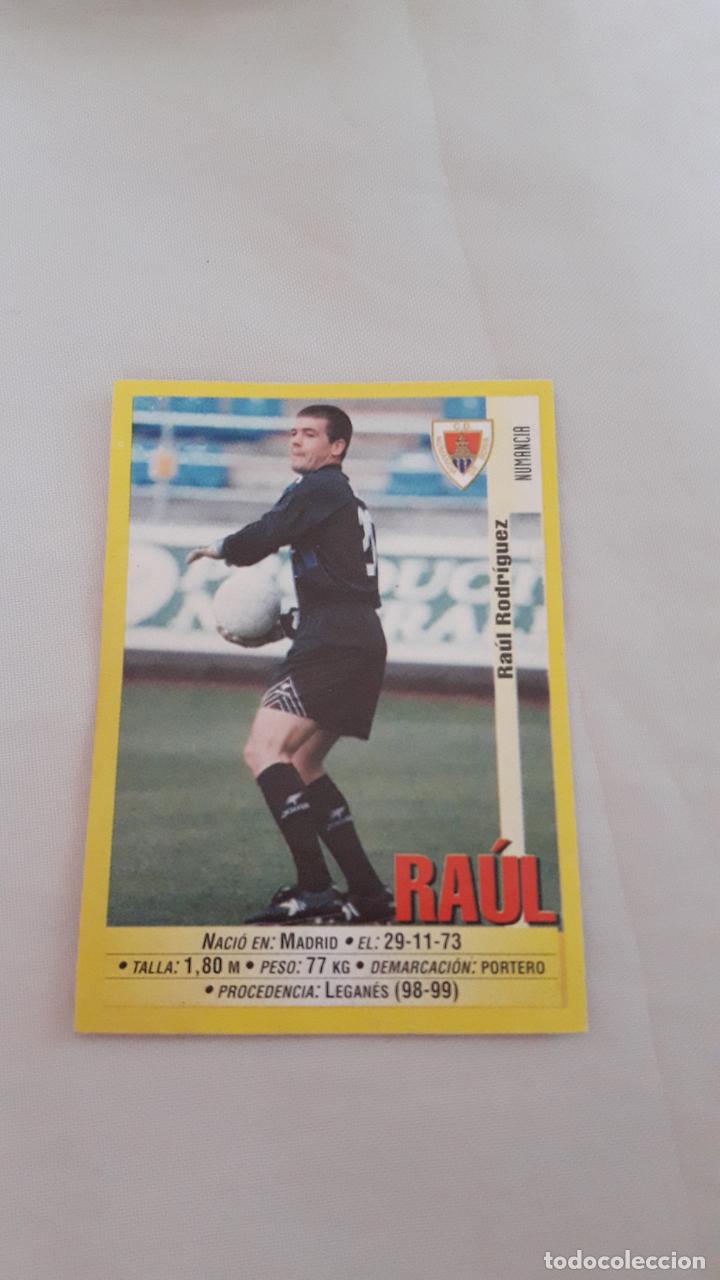 C.D.
NUMANCIA
Raúl Rodríguez
RAÚL
NACIÓ EN: MADRID • EL: 29-11-73
• TALLA: 1,80 M • PESO: 77 KG • DEMARCACIÓN: PORTERO
• PROCEDENCIA: LEGANÉS (98-99)
todocoleccion